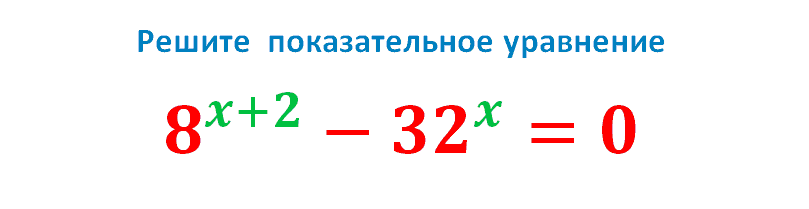 Решите показательное уравнение
8^{x+2} − 32^{x} = 0